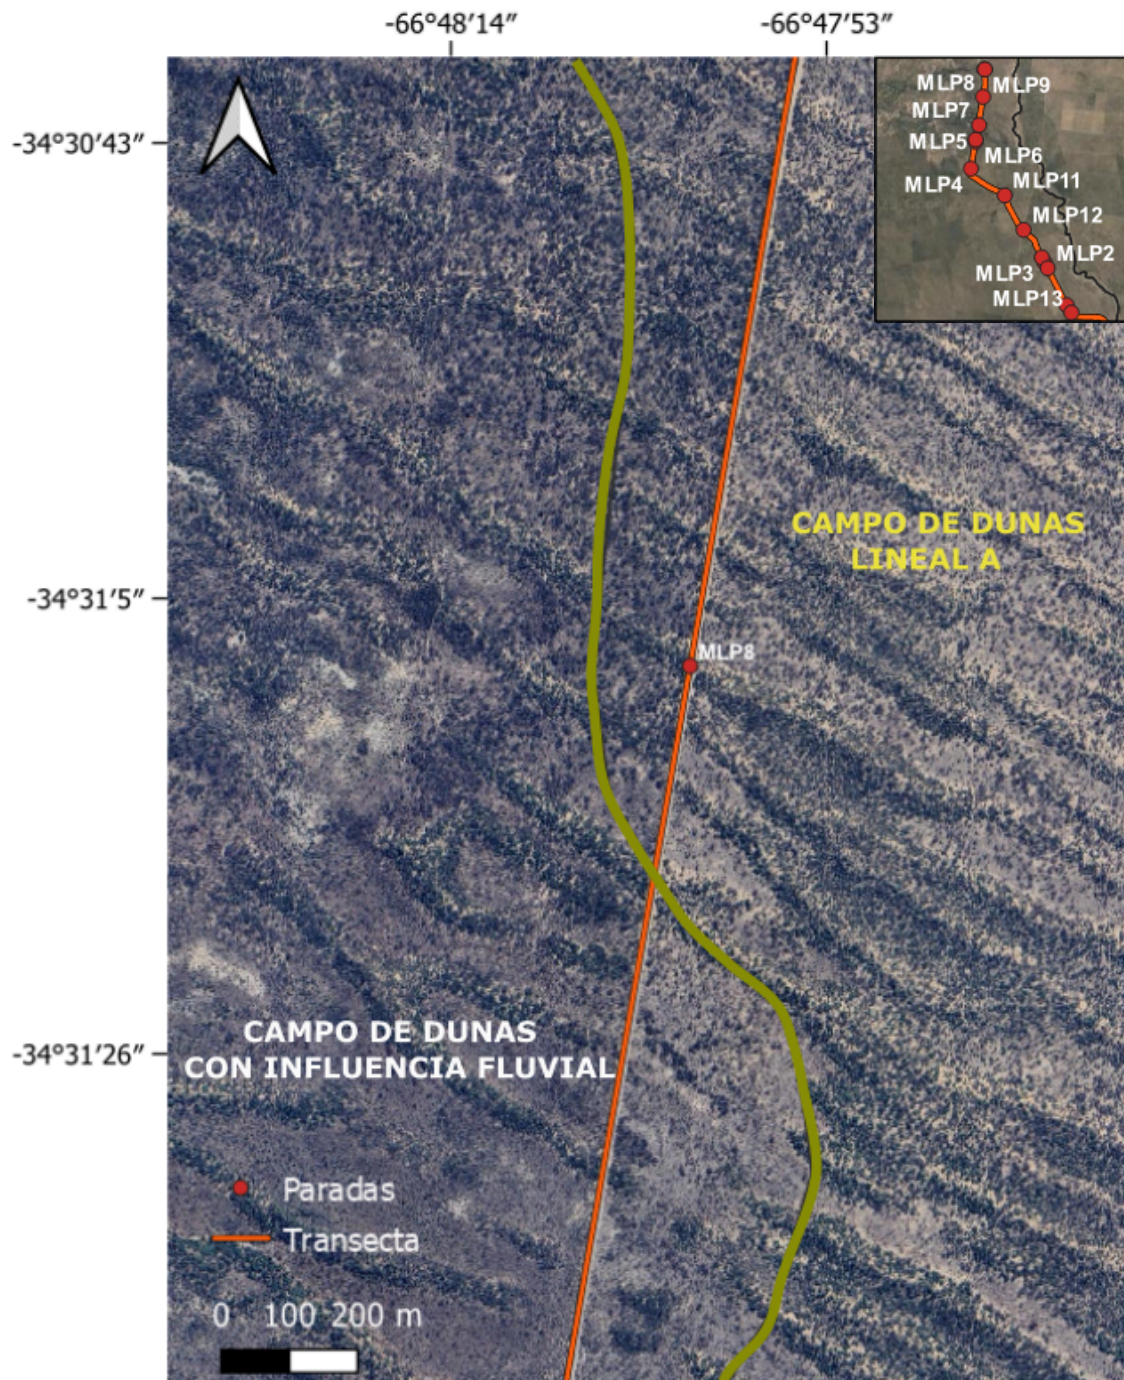 -66°48′14″
-66°47′53″
-34°30′43″
-34°31′5″
-34°31′26″
MLP8
MLP9
MLP7
MLP5
MLP6
MLP4
MLP11
MLP12
MLP2
MLP3
MLP13
CAMPO DE DUNAS
LINEAL A
MLP8
CAMPO DE DUNAS
CON INFLUENCIA FLUVIAL
Paradas
Transecta
0 100 200 m